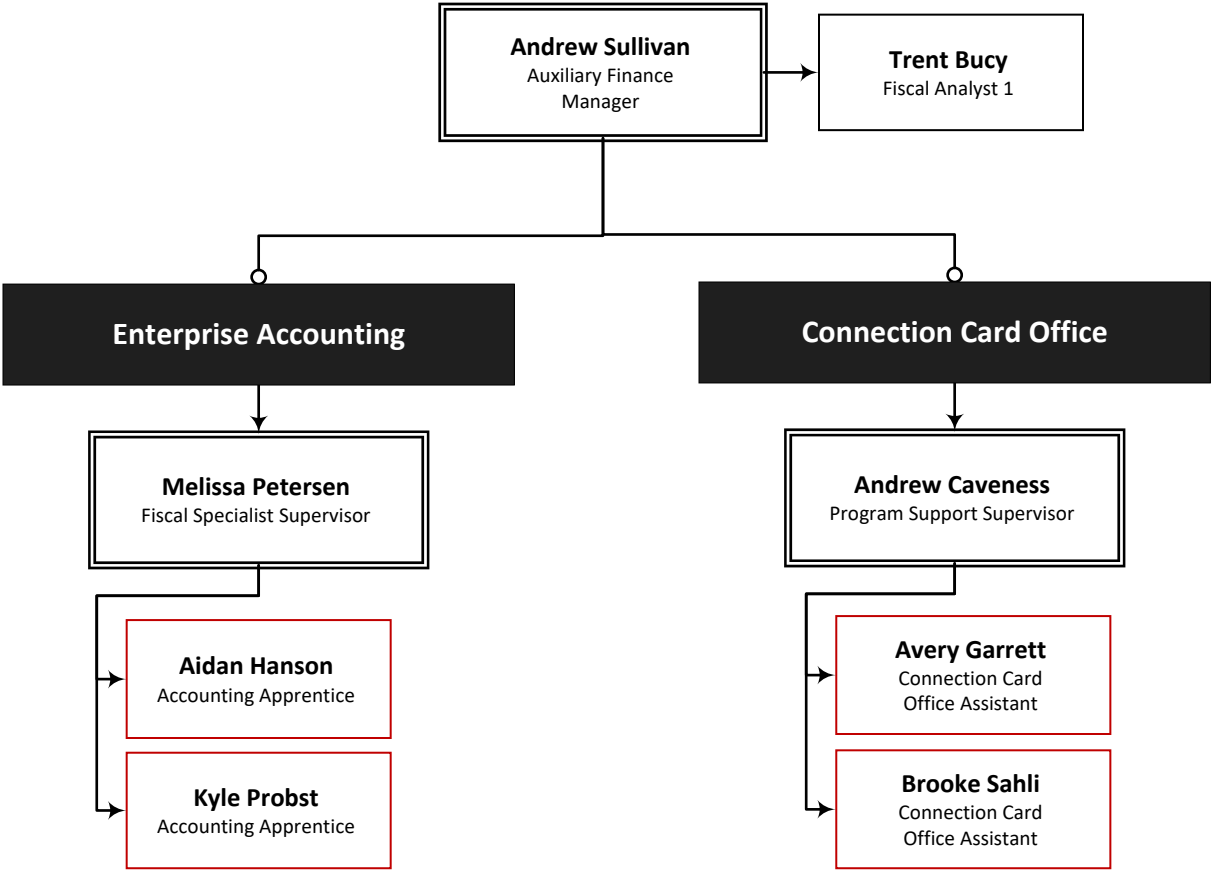 Andrew Sullivan
Auxiliary Finance
Manager
Trent Bucy
Fiscal Analyst 1
Enterprise Accounting
Connection Card Office
Melissa Petersen
Fiscal Specialist Supervisor
Andrew Caveness
Program Support Supervisor
Aidan Hanson
Accounting Apprentice
Avery Garrett
Connection Card
Office Assistant
Kyle Probst
Accounting Apprentice
Brooke Sahli
Connection Card
Office Assistant